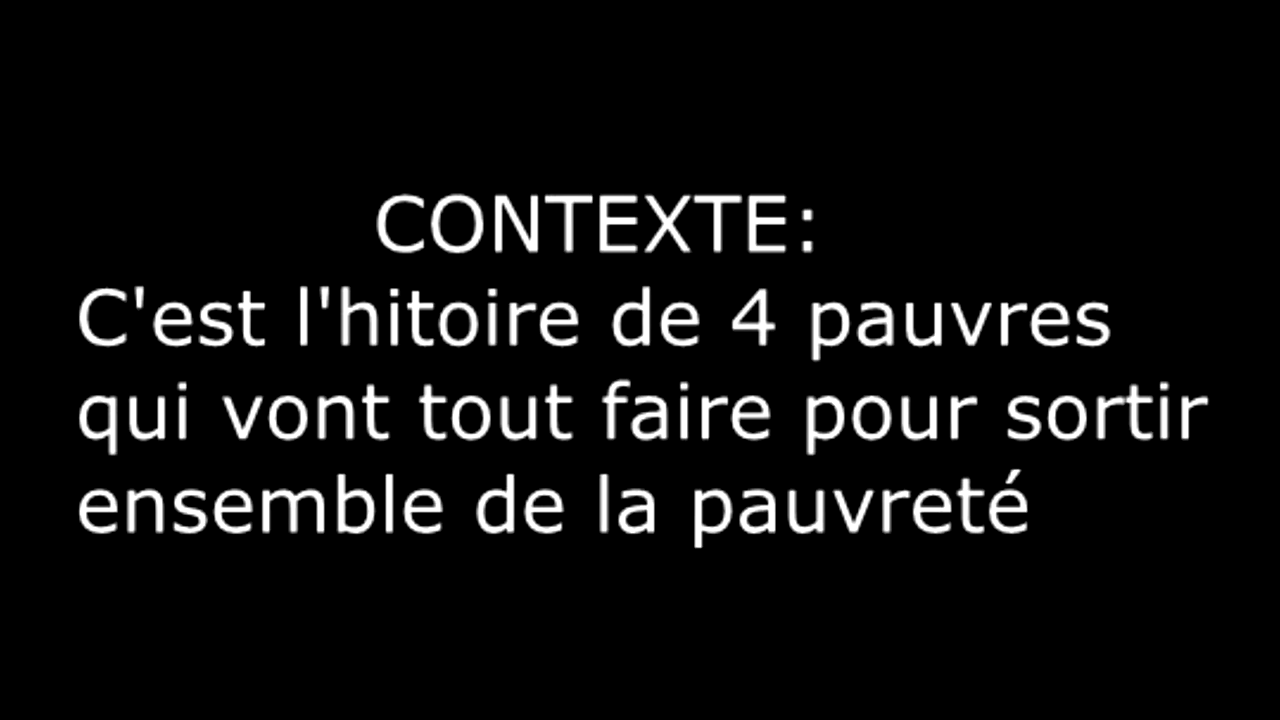 CONTEXTE:
C'est l'hitoire de 4 pauvres
qui vont tout faire pour sortir
ensemble de la pauvreté